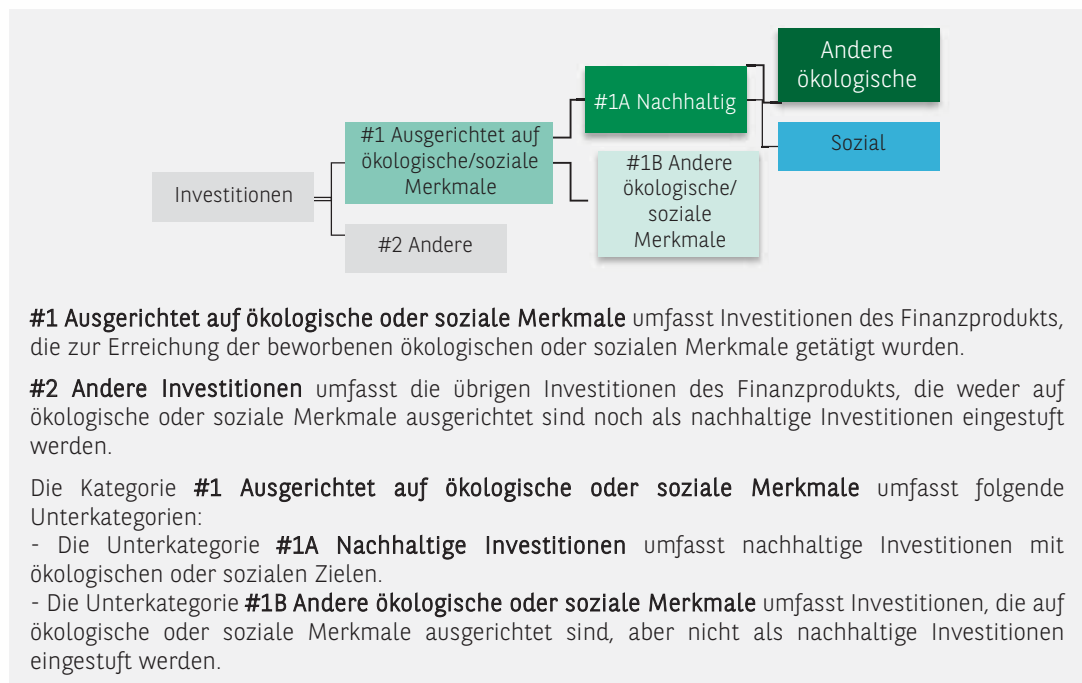 Andere
ökologische
#1A Nachhaltig
#1 Ausgerichtet auf
ökologische/soziale
Merkmale
Sozial
#1B Andere
ökologische/
soziale
Merkmale
Investitionen
#2 Andere
#1 Ausgerichtet auf ökologische oder soziale Merkmale umfasst Investitionen des Finanzprodukts,
die zur Erreichung der beworbenen ökologischen oder sozialen Merkmale getätigt wurden.
#2 Andere Investitionen umfasst die übrigen Investitionen des Finanzprodukts, die weder auf
ökologische oder soziale Merkmale ausgerichtet sind noch als nachhaltige Investitionen eingestuft
werden.
Die Kategorie #1 Ausgerichtet auf ökologische oder soziale Merkmale umfasst folgende
Unterkategorien:
- Die Unterkategorie #1A Nachhaltige Investitionen umfasst nachhaltige Investitionen mit
ökologischen oder sozialen Zielen.
- Die Unterkategorie #1B Andere ökologische oder soziale Merkmale umfasst Investitionen, die auf
ökologische oder soziale Merkmale ausgerichtet sind, aber nicht als nachhaltige Investitionen
eingestuft werden.